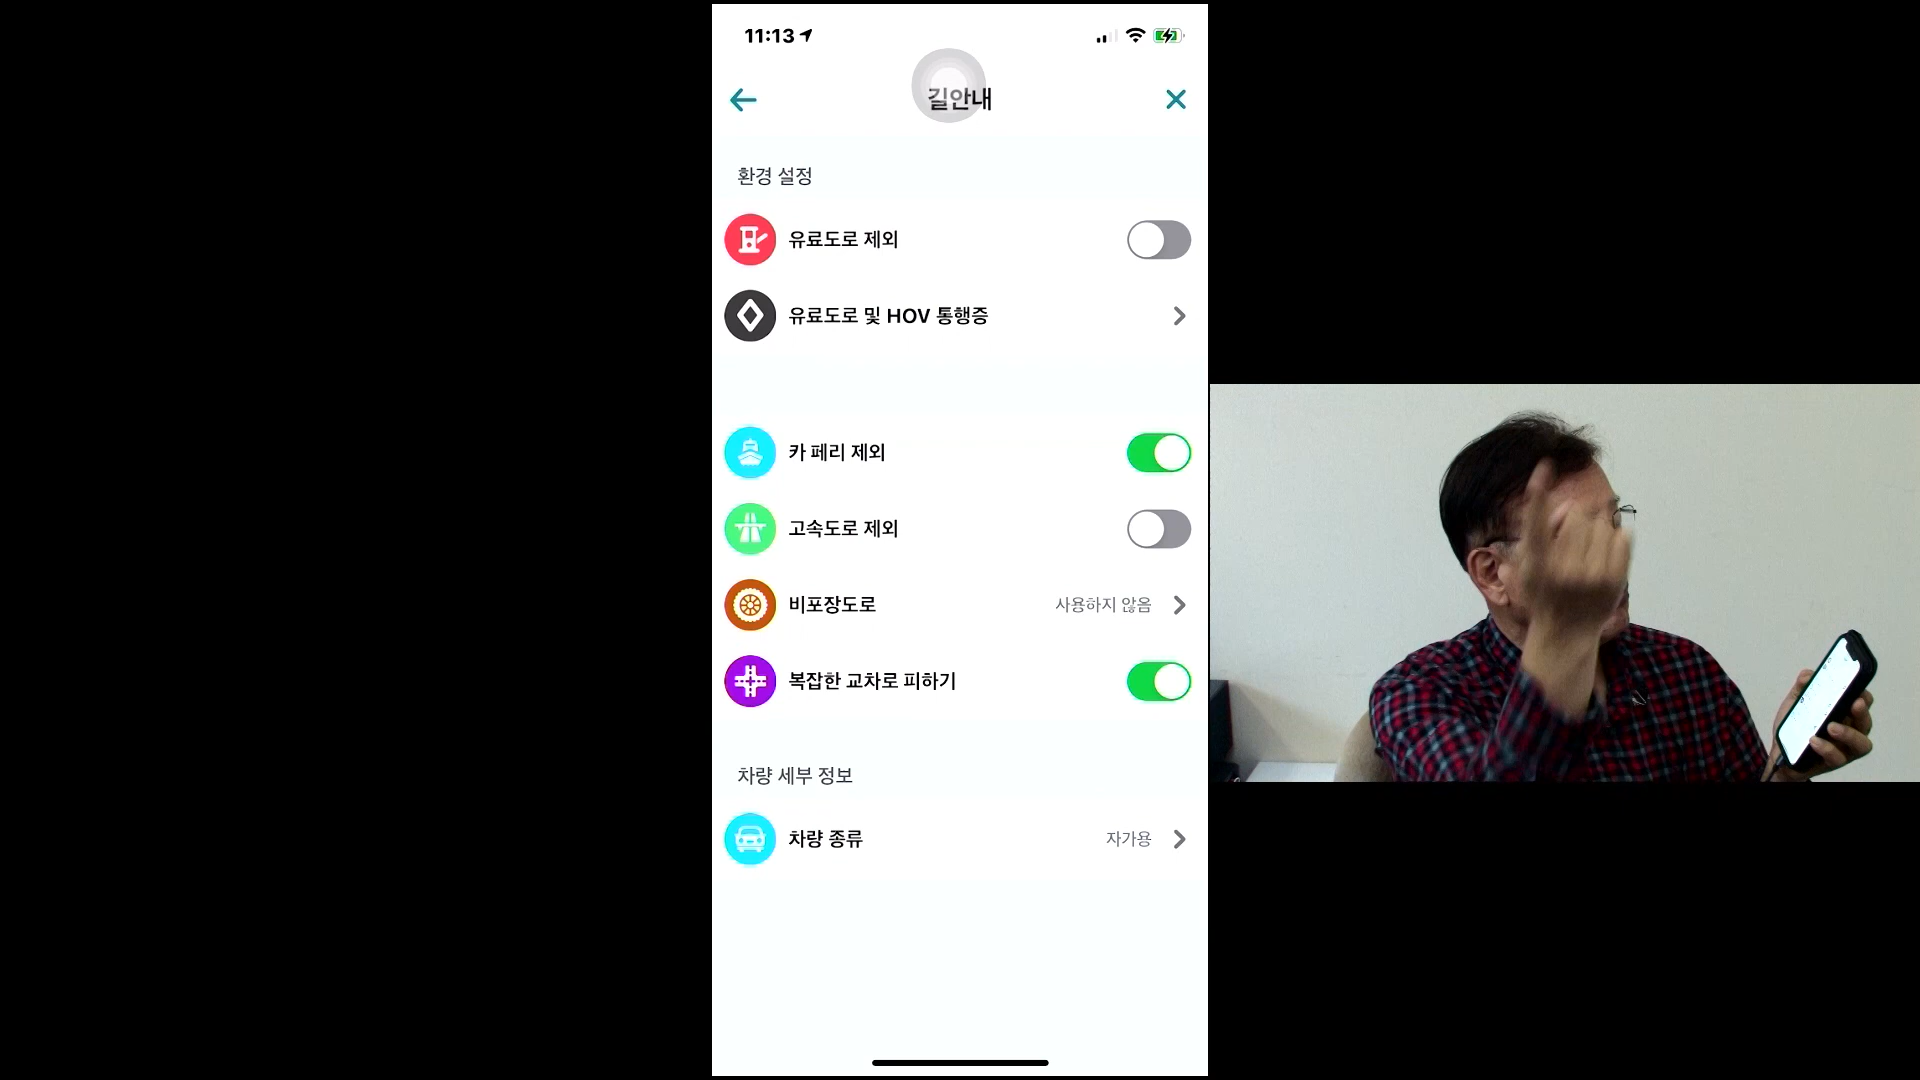 11:13
길안내
환경 설정
유료도로 제외
유료도로 및 HOV 통행증
카 페리 제외
고속도로 제외
비포장도로 사용하지 않음
복잡한 교차로 피하기
차량 세부 정보
차량 종류 자가용